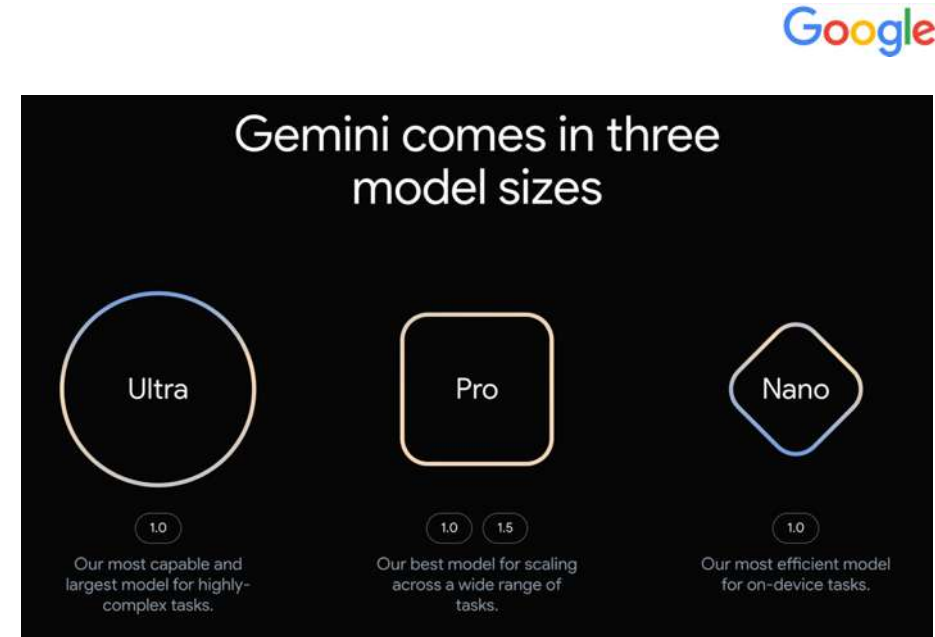 Google
Gemini comes in three
model sizes
Ultra
Pro
Nano
1.0
1.0 1.5
1.0
Our most capable and
largest model for highly-
complex tasks.
Our best model for scaling
across a wide range of
tasks.
Our most efficient model
for on-device tasks.